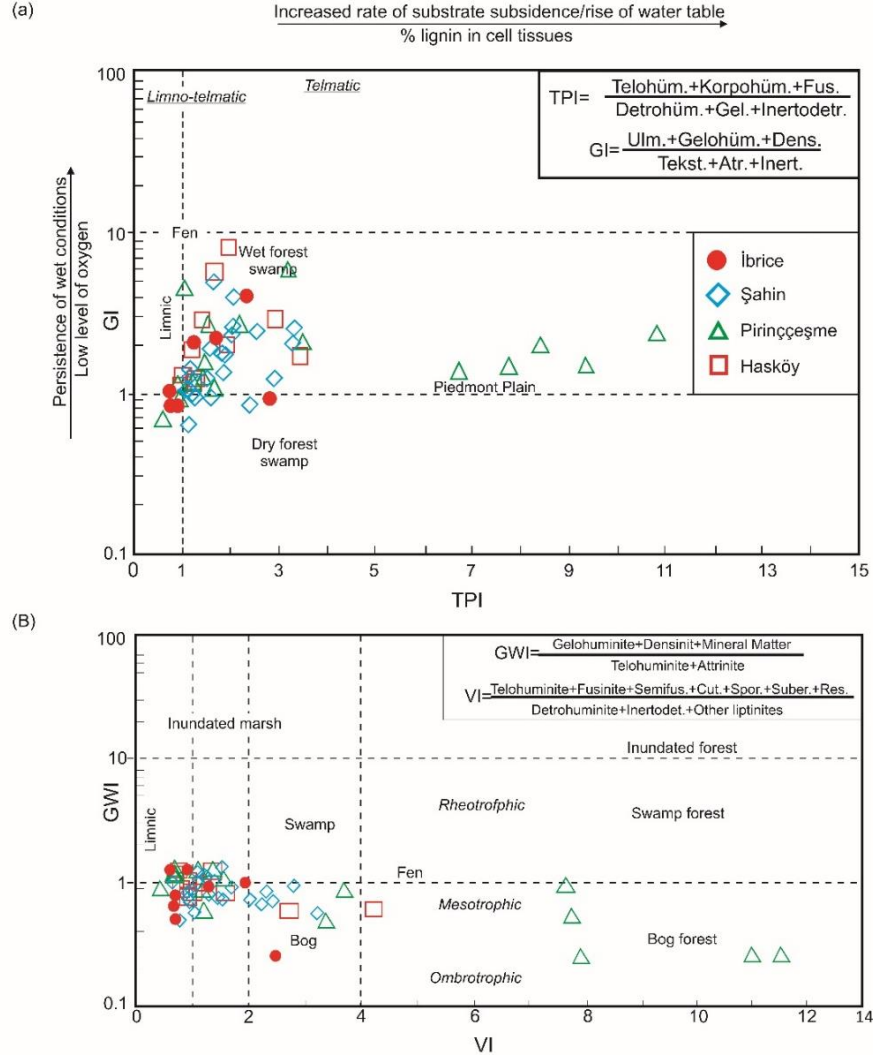 (a)
Increased rate of substrate subsidence/rise of water table
% lignin in cell tissues
100
Limno-telmatic
Telmatic
TPI= Telohüm.+Korpohüm.+Fus.
Detrohüm.+Gel.+Inertodetr.
GI= Ulm.+Gelohüm.+Dens.
Tekst.+Atr.+Inert.
Persistence of wet conditions
Low level of oxygen
GI
10
Fen
Wet forest
swamp
Limnic
İbrice
Şahin
Pirinççeşme
Hasköy
1
Piedmont Plain
Dry forest
swamp
0.1
0 1 3 5 7 9 11 13 15
TPI
(B)
100
GWI= Gelohuminite+Densinit+Mineral Matter
Telohuminite+Attrinite
VI= Telohuminite+Fusinite+Semifus.+Cut.+Spor.+Suber.+Res.
Detrohuminite+Inertodet.+Other liptinites
Inundated marsh
Inundated forest
10
GWI
Limnic
Rheotrofphic
Swamp forest
Swamp
Fen
1
Mesotrophic
Bog
Bog forest
Ombrotrophic
0.1
0 2 4 6 8 10 12 14
VI